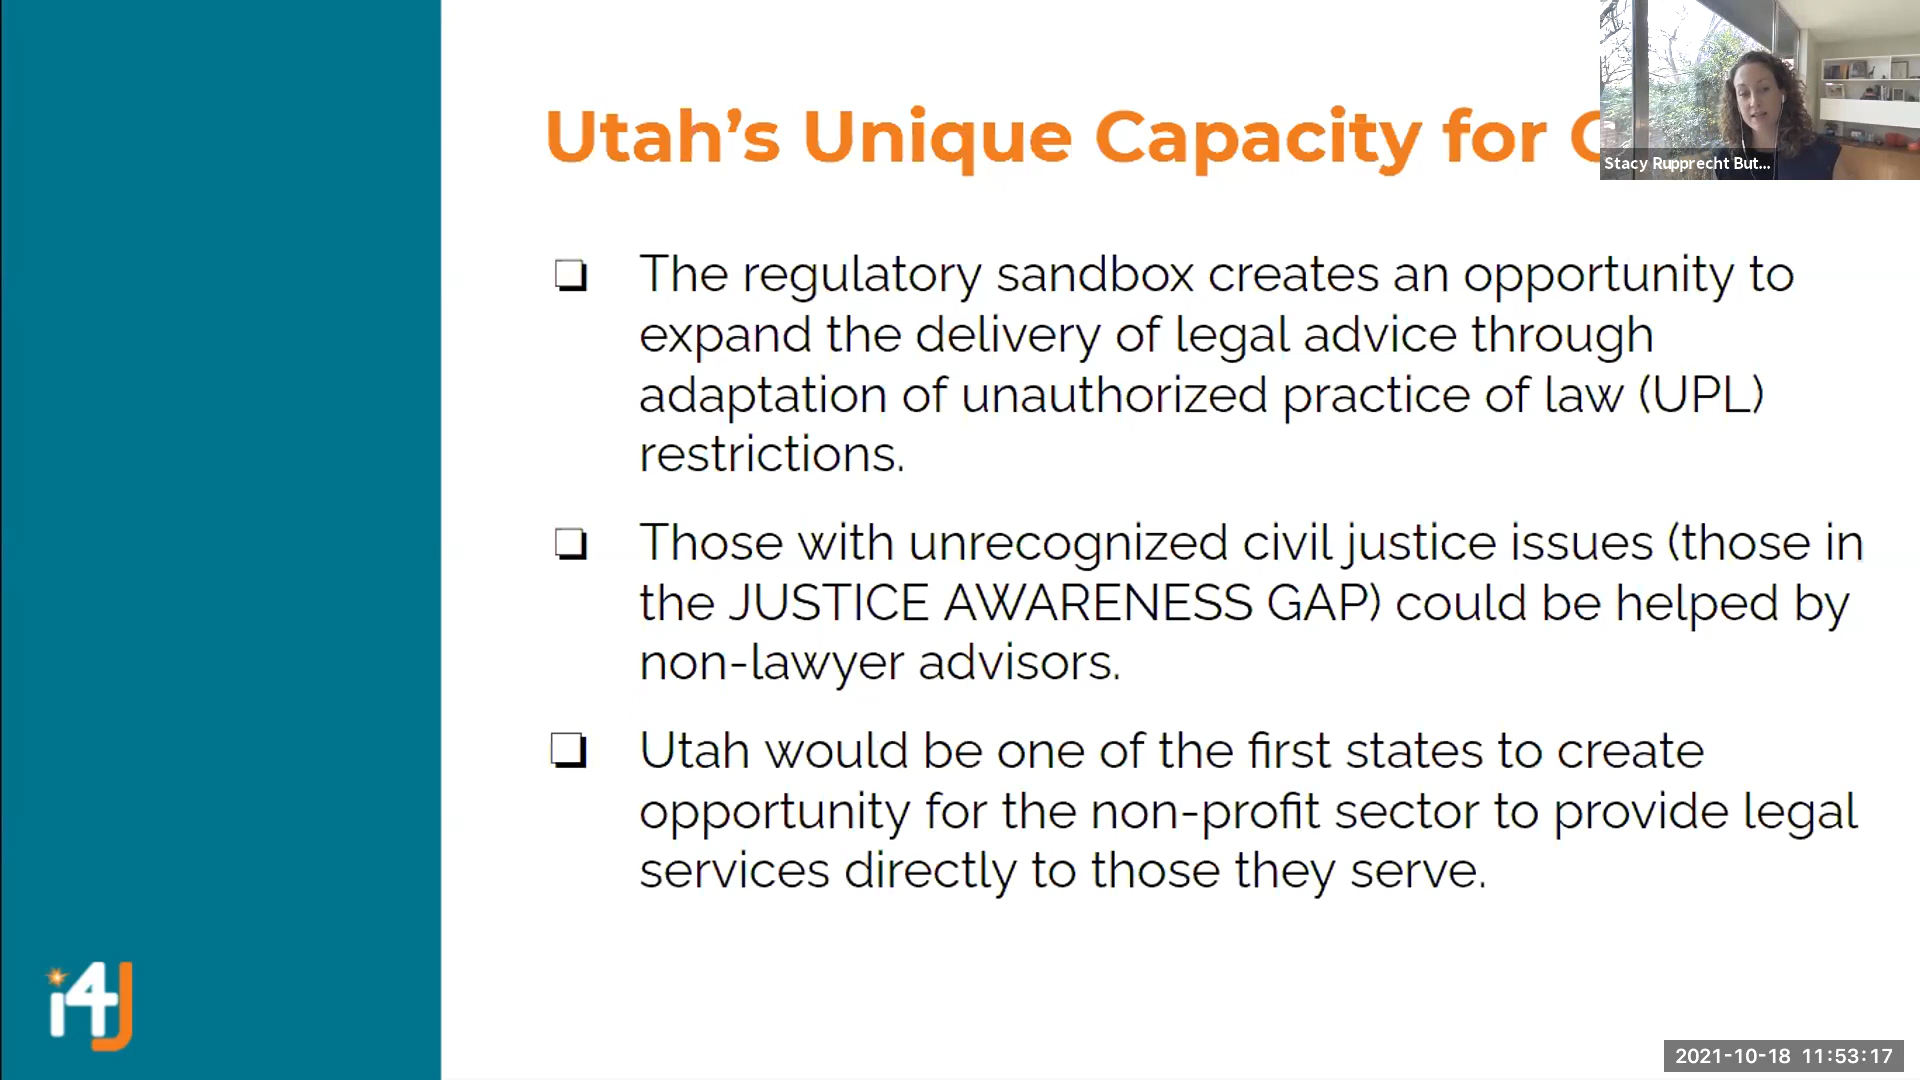 Utah’s Unique Capacity for
Stacy Rupprecht But...
The regulatory sandbox creates an opportunity to
expand the delivery of legal advice through
adaptation of unauthorized practice of law (UPL)
restrictions.
Those with unrecognized civil justice issues (those in
the JUSTICE AWARENESS GAP) could be helped by
non-lawyer advisors.
Utah would be one of the first states to create
opportunity for the non-profit sector to provide legal
services directly to those they serve.
i4J
2021-10-18 11:53:17